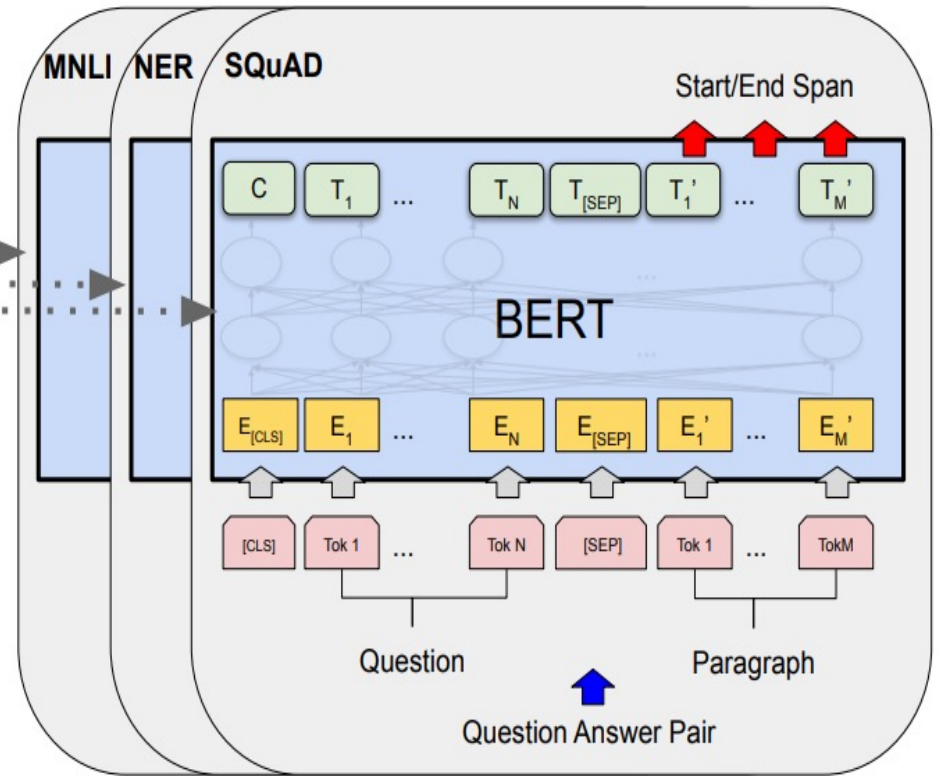 MNLI NER SQuAD
Start/End Span
C T1 ... TN T[SEP] T1’ ... TM’
...
BERT
...
E[CLS] E1 ... EN E[SEP] E1’ ... EM’
[CLS] Tok 1 ... Tok N [SEP] Tok 1 ... TokM
Question Paragraph
Question Answer Pair